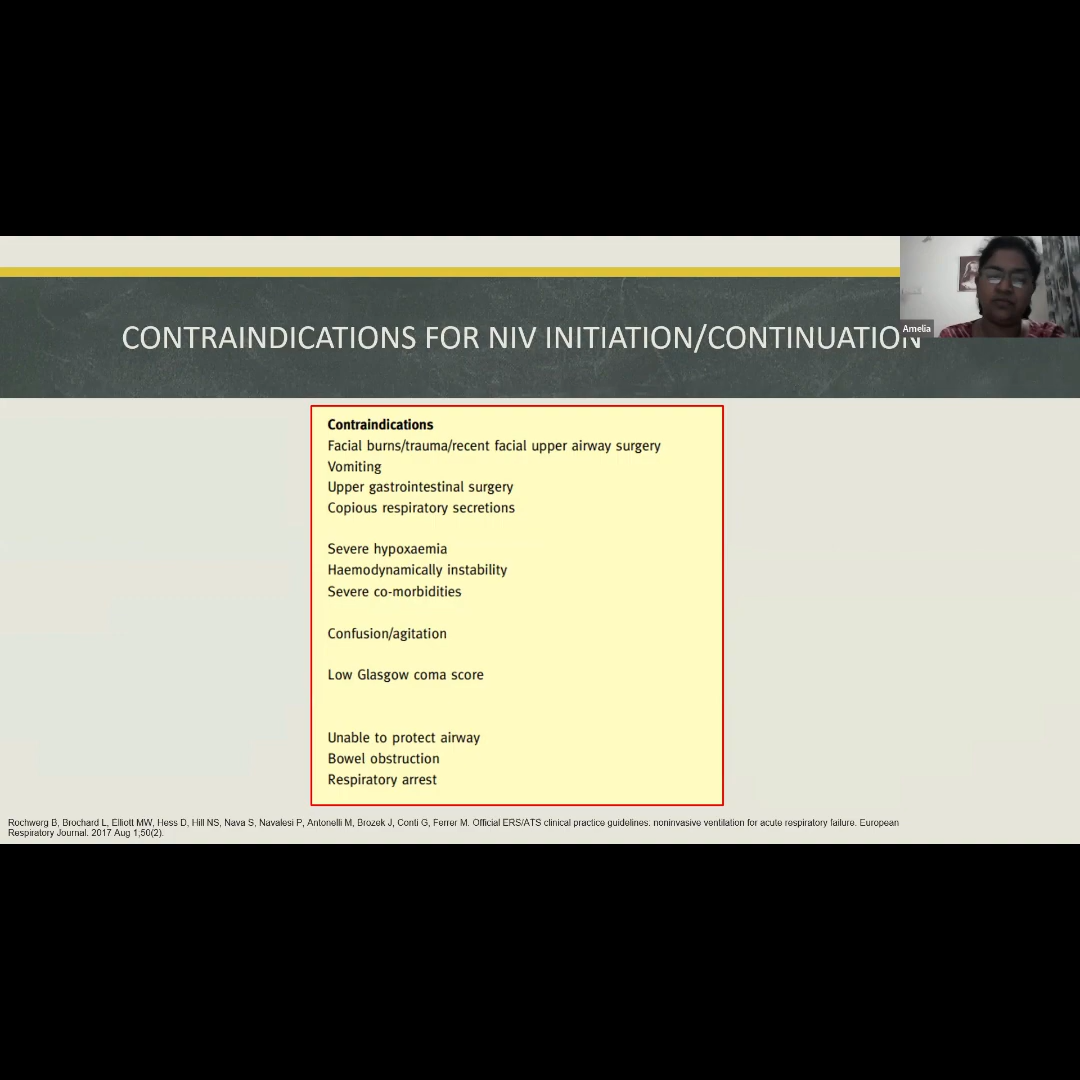 CONTRAINDICATIONS FOR NIV INITIATION/CONTINUATION
Amelia
Contraindications
Facial burns/trauma/recent facial upper airway surgery
Vomiting
Upper gastrointestinal surgery
Copious respiratory secretions
Severe hypoxaemia
Haemodynamically instability
Severe co-morbidities
Confusion/agitation
Low Glasgow coma score
Unable to protect airway
Bowel obstruction
Respiratory arrest
Rochwerg B, Brochard L, Elliott MW, Hess D, Hill NS, Nava S, Navalesi P, Antonelli M, Brozek J, Conti G, Ferrer M. Official ERS/ATS clinical practice guidelines: noninvasive ventilation for acute respiratory failure. European
Respiratory Journal. 2017 Aug 1;50(2).